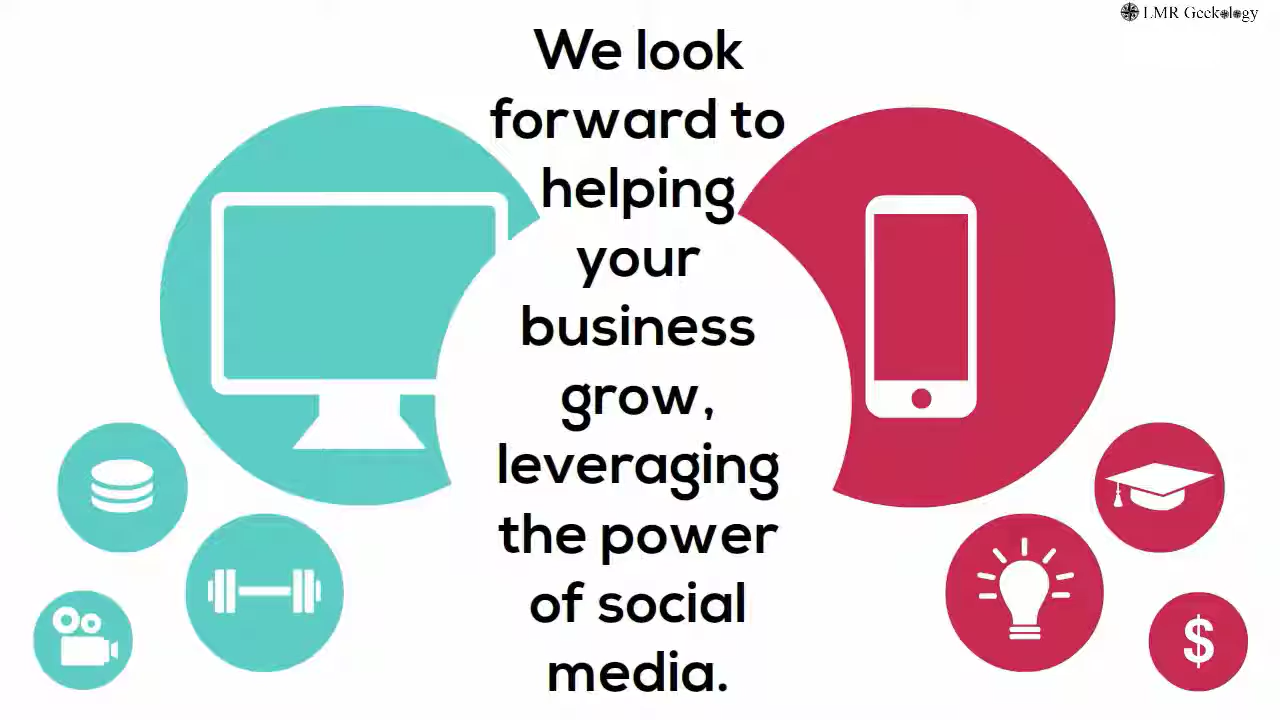 LMR Geekology
We look
forward to
helping
your
business
grow,
leveraging
the power
of social
media.
$